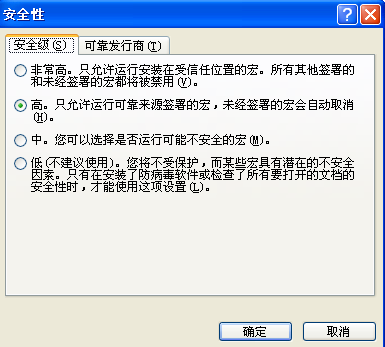 安全性
安全级(S)
可靠发行商(T)
非常高。只允许运行安装在受信任位置的宏。所有其他签署的
和未经签署的宏都将被禁用(V)。
高。只允许运行可靠来源签署的宏，未经签署的宏会自动取消
(H)。
中。您可以选择是否运行可能不安全的宏(M)。
低(不建议使用)。您将不受保护，而某些宏具有潜在的不安全
因素。只有在安装了防病毒软件或检查了所有要打开的文档的
安全性时，才能使用这项设置(L)。
确定
取消